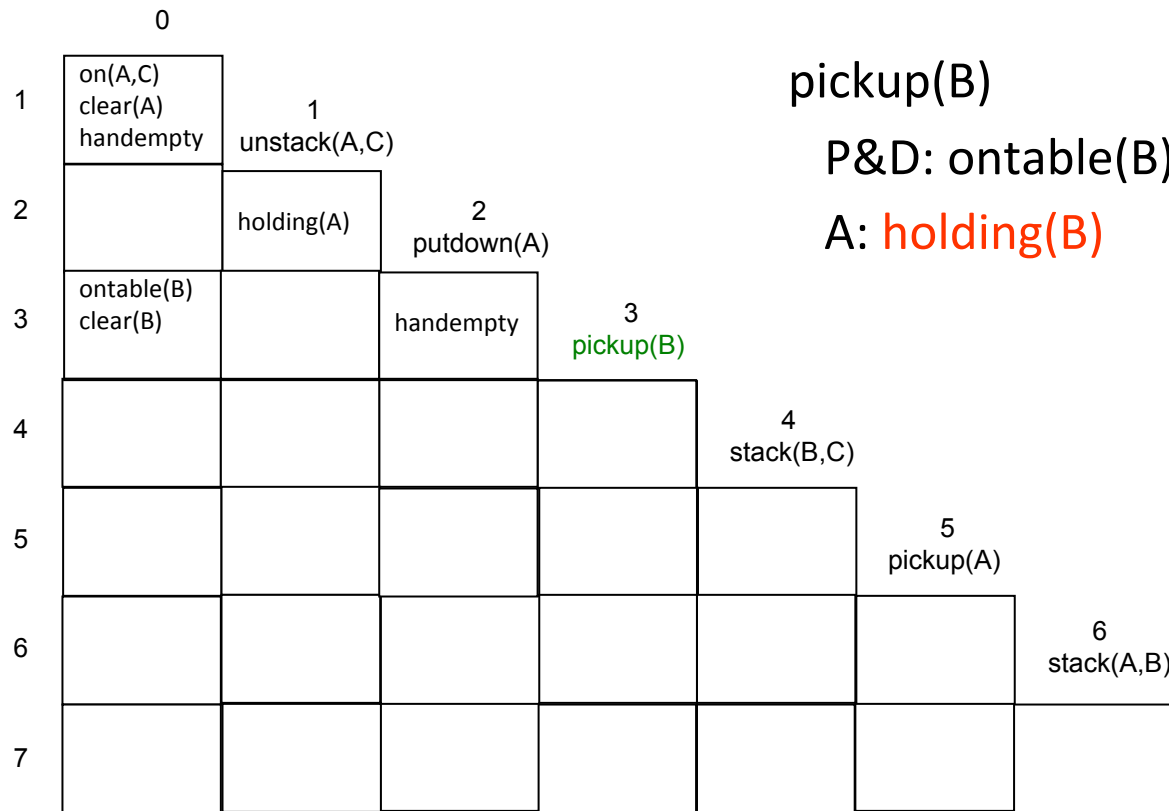 0
on(A,C)
clear(A)
handempty
1
1
unstack(A,C)
pickup(B)
P&D: ontable(B)
A: holding(B)
2
holding(A)
2
putdown(A)
3
ontable(B)
clear(B)
handempty
3
pickup(B)
4
4
stack(B,C)
5
5
pickup(A)
6
6
stack(A,B)
7